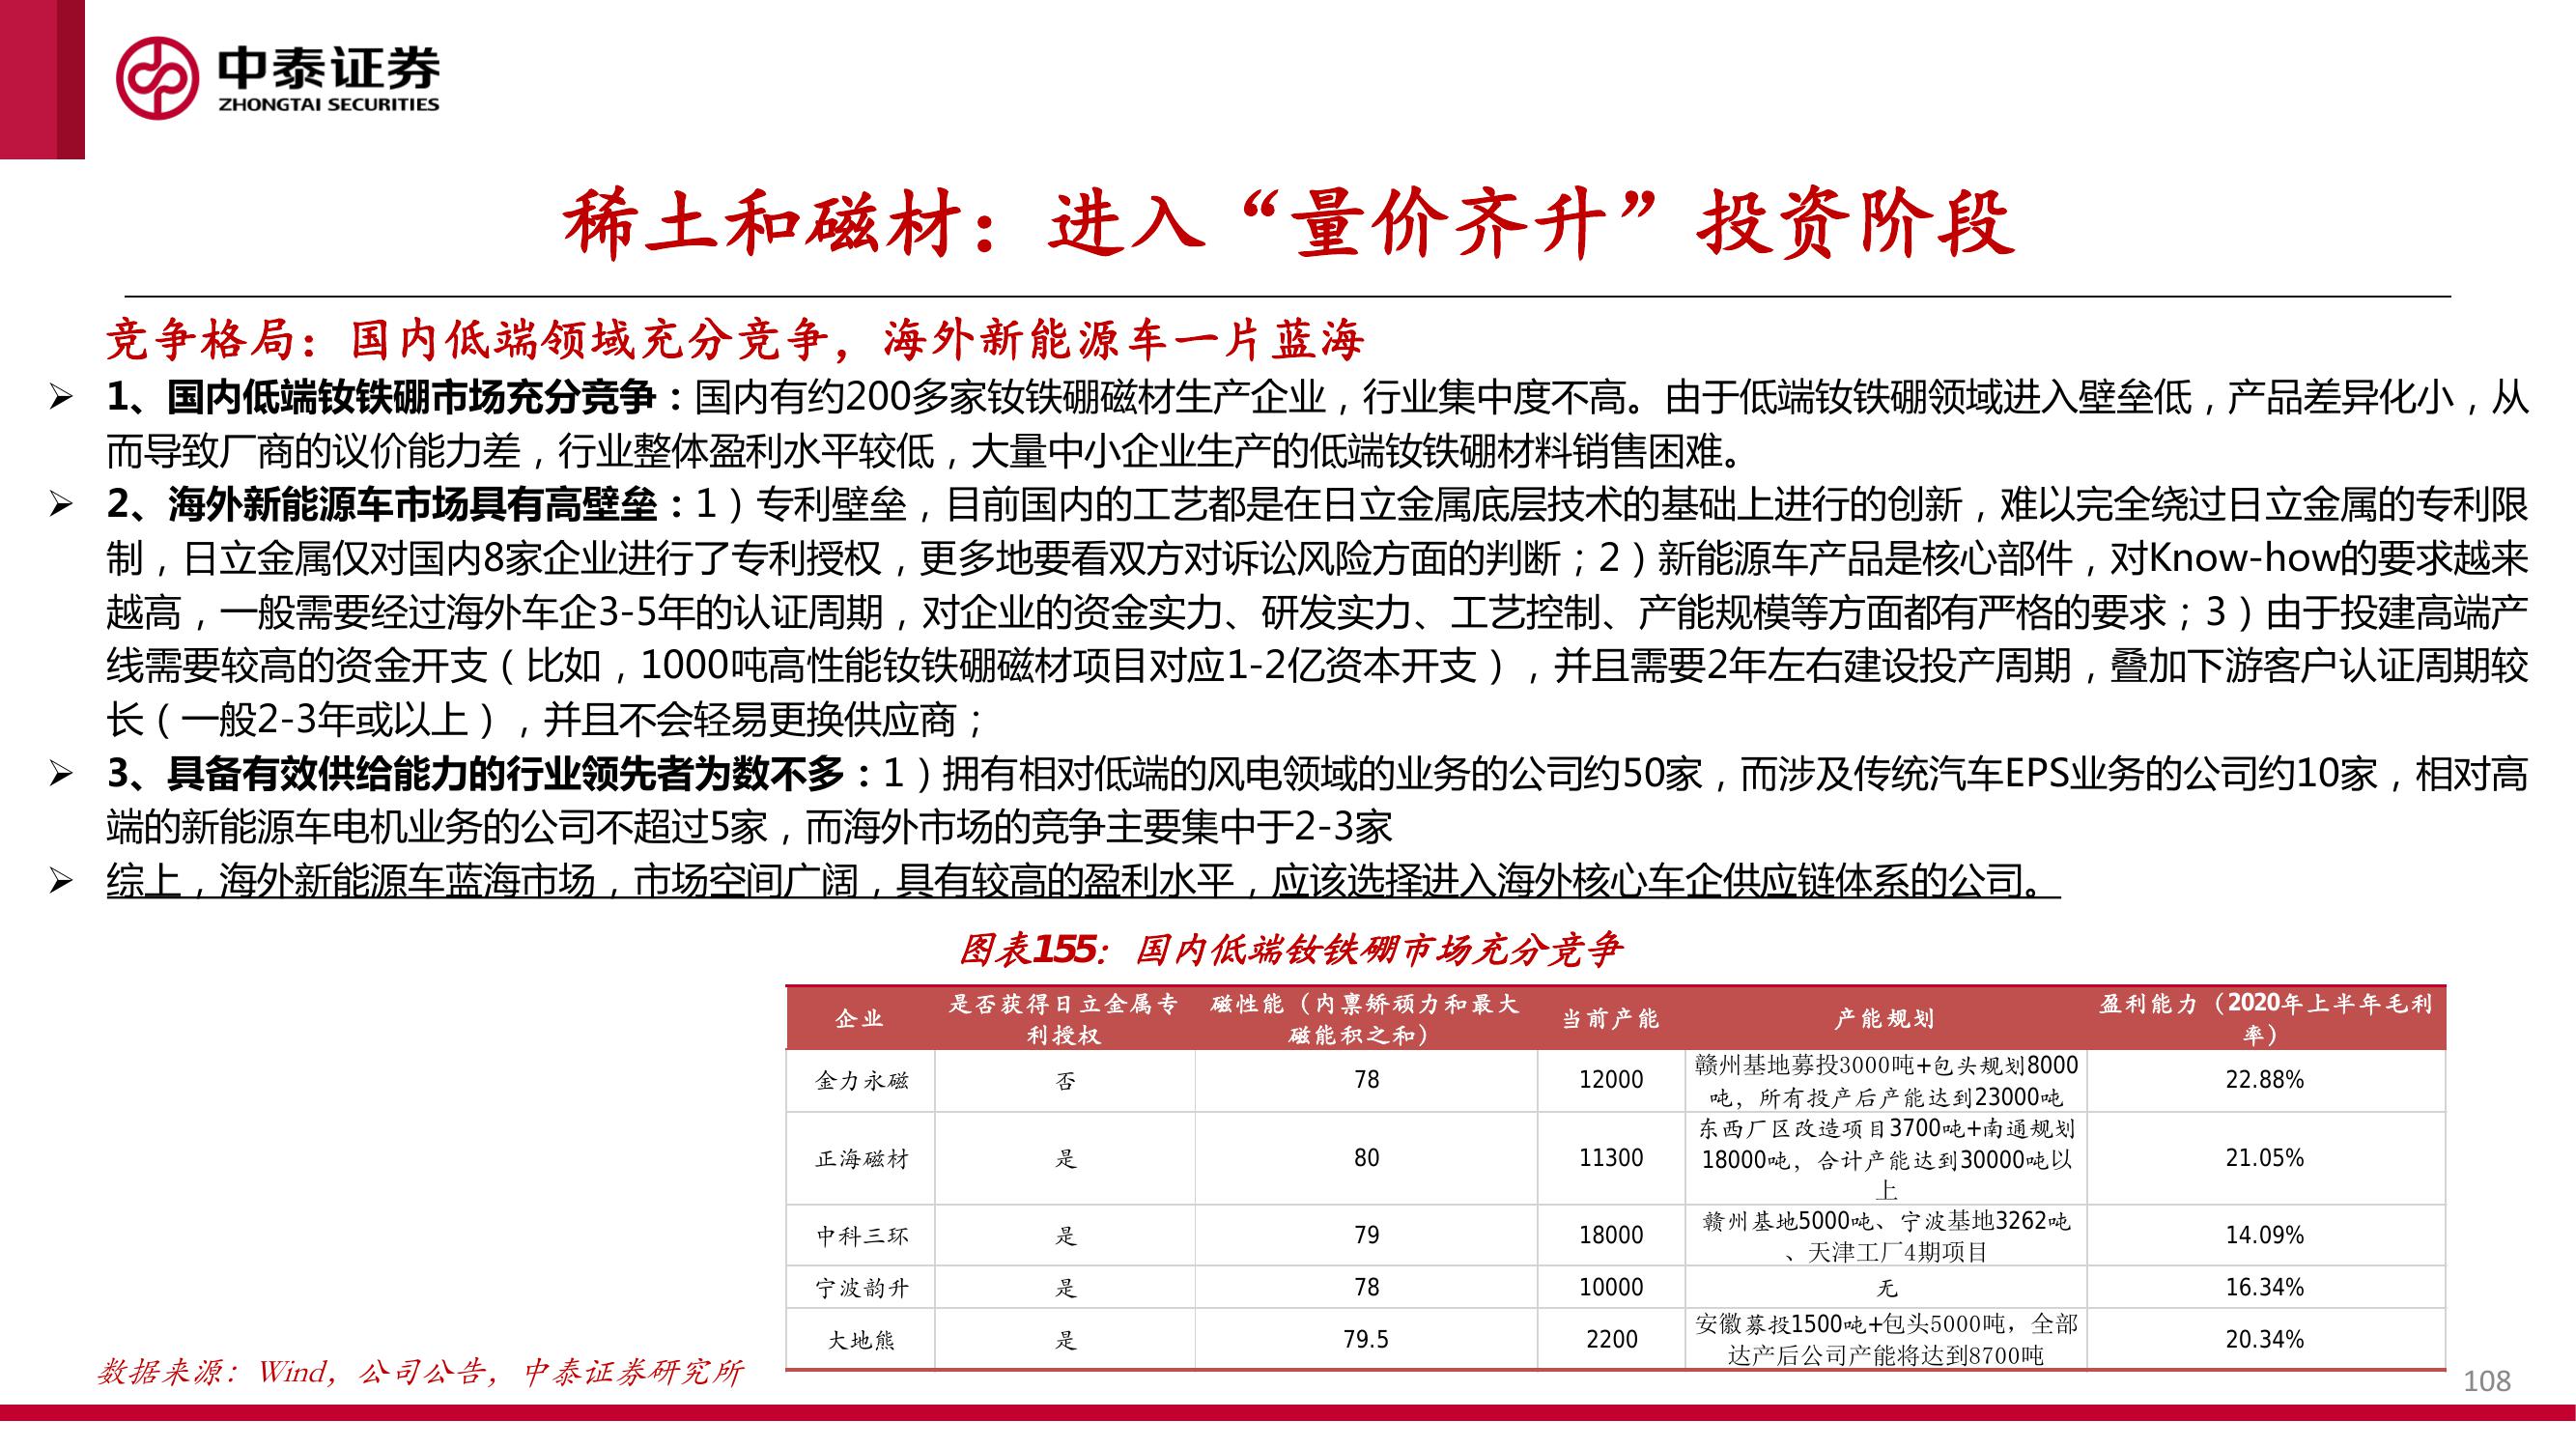 中泰证券
ZHONGTAI SECURITIES
稀土和磁材：进入“量价齐升”投资阶段
竞争格局：国内低端领域充分竞争，海外新能源车一片蓝海
➢ 1、国内低端钕铁硼市场充分竞争：国内有约200多家钕铁硼磁材生产企业，行业集中度不高。由于低端钕铁硼领域进入壁垒低，产品差异化小，从
而导致厂商的议价能力差，行业整体盈利水平较低，大量中小企业生产的低端钕铁硼材料销售困难。
➢ 2、海外新能源车市场具有高壁垒：1）专利壁垒，目前国内的工艺都是在日立金属底层技术的基础上进行的创新，难以完全绕过日立金属的专利限
制，日立金属仅对国内8家企业进行了专利授权，更多地要看双方对诉讼风险方面的判断；2）新能源车产品是核心部件，对Know-how的要求越来
越高，一般需要经过海外车企3-5年的认证周期，对企业的资金实力、研发实力、工艺控制、产能规模等方面都有严格的要求；3）由于投建高端产
线需要较高的资金开支（比如，1000吨高性能钕铁硼磁材项目对应1-2亿资本开支），并且需要2年左右建设投产周期，叠加下游客户认证周期较
长（一般2-3年或以上），并且不会轻易更换供应商；
➢ 3、具备有效供给能力的行业领先者为数不多：1）拥有相对低端的风电领域的业务的公司约50家，而涉及传统汽车EPS业务的公司约10家，相对高
端的新能源车电机业务的公司不超过5家，而海外市场的竞争主要集中于2-3家
➢ 综上，海外新能源车蓝海市场，市场空间广阔，具有较高的盈利水平，应该选择进入海外核心车企供应链体系的公司。
图表155：国内低端钕铁硼市场充分竞争
企业 是否获得日立金属专 磁性能（内禀矫顽力和最大 当前产能 产能规划 盈利能力（2020年上半年毛利
利授权 磁能积之和） 率）
金力永磁 否 78 12000 赣州基地募投3000吨+包头规划8000 22.88%
吨，所有投产后产能达到23000吨
东西厂区改造项目3700吨+南通规划
正海磁材 是 80 11300 18000吨，合计产能达到30000吨以 21.05%
上
中科三环 是 79 18000 赣州基地5000吨、宁波基地3262吨 14.09%
、天津工厂4期项目
宁波韵升 是 78 10000 无 16.34%
大地熊 是 79.5 2200 安徽募投1500吨+包头5000吨，全部 20.34%
达产后公司产能将达到8700吨
数据来源：Wind，公司公告，中泰证券研究所
108